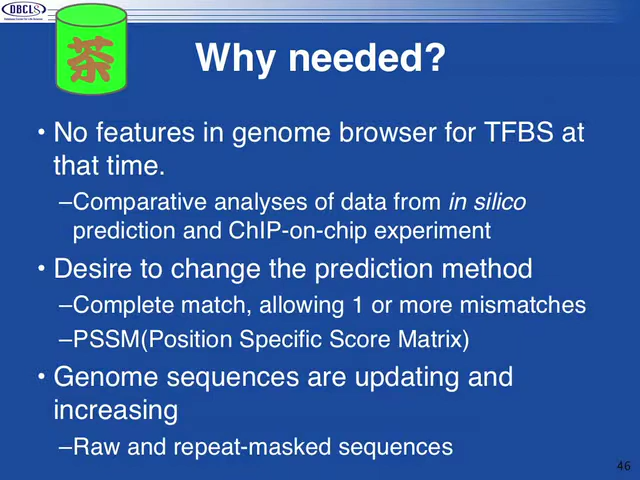 DBCLS
茶
Why needed?
• No features in genome browser for TFBS at
that time.
–Comparative analyses of data from in silico
prediction and ChIP-on-chip experiment
• Desire to change the prediction method
–Complete match, allowing 1 or more mismatches
–PSSM(Position Specific Score Matrix)
• Genome sequences are updating and
increasing
–Raw and repeat-masked sequences
46